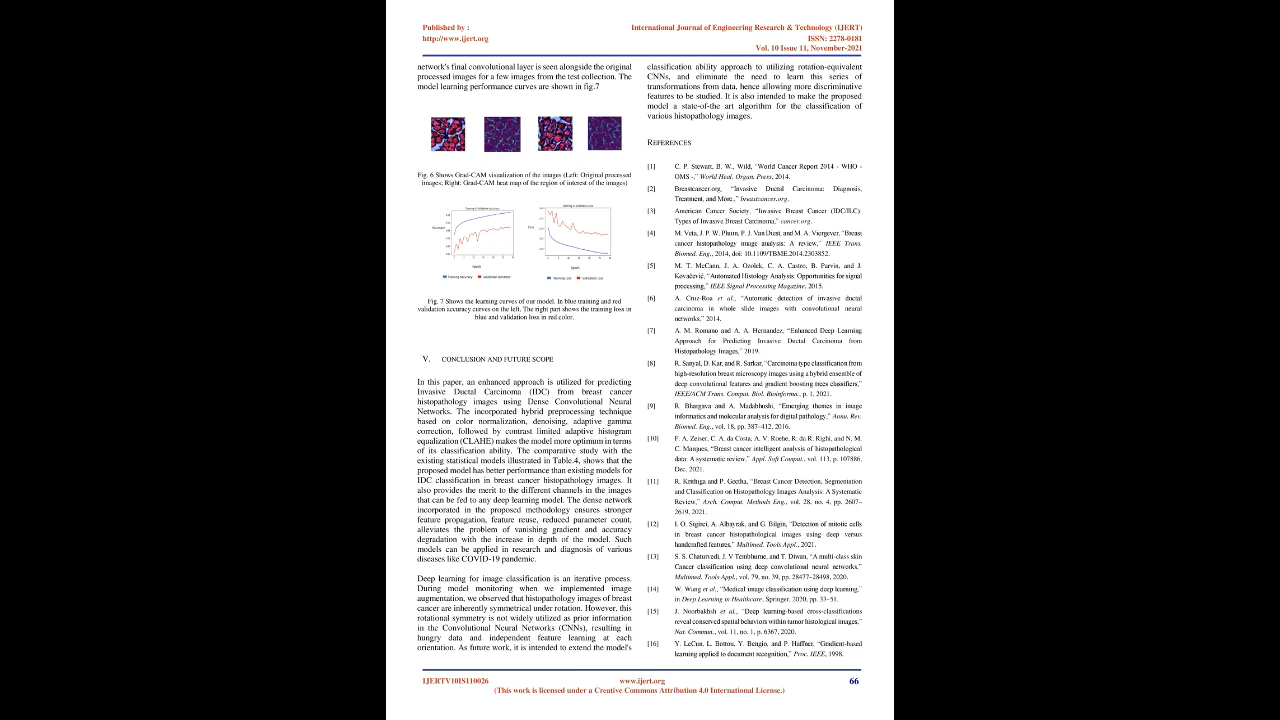 Published by :
http://www.ijert.org
International Journal of Engineering Research & Technology (IJERT)
ISSN: 2278-0181
Vol. 10 Issue 11, November-2021
network's final convolutional layer is seen alongside the original
processed images for a few images from the test collection. The
model learning performance curves are shown in fig.7
Fig. 6 Shows Grad-CAM visualization of the images (Left: Original processed
images; Right: Grad-CAM heat map of the region of interest of the images)
Training & Validation Accuracy
Epoch
Training Accuracy
Validation Accuracy
Training & Validation Loss
Epoch
Training Loss
Validation Loss
Fig. 7 Shows the learning curves of our model. In blue training and red
validation accuracy curves on the left. The right part shows the training loss in
blue and validation loss in red color.
V. CONCLUSION AND FUTURE SCOPE
In this paper, an enhanced approach is utilized for predicting
Invasive Ductal Carcinoma (IDC) from breast cancer
histopathology images using Dense Convolutional Neural
Networks. The incorporated hybrid preprocessing technique
based on color normalization, denoising, adaptive gamma
correction, followed by contrast limited adaptive histogram
equalization (CLAHE) makes the model more optimum in terms
of its classification ability. The comparative study with the
existing statistical models illustrated in Table.4, shows that the
proposed model has better performance than existing models for
IDC classification in breast cancer histopathology images. It
also provides the merit to the different channels in the images
that can be fed to any deep learning model. The dense network
incorporated in the proposed methodology ensures stronger
feature propagation, feature reuse, reduced parameter count,
alleviates the problem of vanishing gradient and accuracy
degradation with the increase in depth of the model. Such
models can be applied in research and diagnosis of various
diseases like COVID-19 pandemic.
Deep learning for image classification is an iterative process.
During model monitoring when we implemented image
augmentation, we observed that histopathology images of breast
cancer are inherently symmetrical under rotation. However, this
rotational symmetry is not widely utilized as prior information
in the Convolutional Neural Networks (CNNs), resulting in
hungry data and independent feature learning at each
orientation. As future work, it is intended to extend the model's
classification ability approach to utilizing rotation-equivalent
CNNs, and eliminate the need to learn this series of
transformations from data, hence allowing more discriminative
features to be studied. It is also intended to make the proposed
model a state-of-the art algorithm for the classification of
various histopathology images.
REFERENCES
[1] C. P. Stewart, B. W., Wild, “World Cancer Report 2014 - WHO -
OMS -,” World Heal. Organ. Press, 2014.
[2] Breastcancer.org, “Invasive Ductal Carcinoma: Diagnosis,
Treatment, and More.,” breastcancer.org.
[3] American Cancer Society, “Invasive Breast Cancer (IDC/ILC):
Types of Invasive Breast Carcinoma,” cancer.org.
[4] M. Veta, J. P. W. Pluim, P. J. Van Diest, and M. A. Viergever, “Breast
cancer histopathology image analysis: A review,” IEEE Trans.
Biomed. Eng., 2014, doi: 10.1109/TBME.2014.2303852.
[5] M. T. McCann, J. A. Ozolek, C. A. Castro, B. Parvin, and J.
Kovačević, “Automated Histology Analysis: Opportunities for signal
processing,” IEEE Signal Processing Magazine, 2015.
[6] A. Cruz-Roa et al., “Automatic detection of invasive ductal
carcinoma in whole slide images with convolutional neural
networks,” 2014.
[7] A. M. Romano and A. A. Hernandez, “Enhanced Deep Learning
Approach for Predicting Invasive Ductal Carcinoma from
Histopathology Images,” 2019.
[8] R. Sanyal, D. Kar, and R. Sarkar, “Carcinoma type classification from
high-resolution breast microscopy images using a hybrid ensemble of
deep convolutional features and gradient boosting trees classifiers,”
IEEE/ACM Trans. Comput. Biol. Bioinforma., p. 1, 2021.
[9] R. Bhargava and A. Madabhushi, “Emerging themes in image
informatics and molecular analysis for digital pathology,” Annu. Rev.
Biomed. Eng., vol. 18, pp. 387–412, 2016.
[10] F. A. Zeiser, C. A. da Costa, A. V. Roehe, R. da R. Righi, and N. M.
C. Marques, “Breast cancer intelligent analysis of histopathological
data: A systematic review,” Appl. Soft Comput., vol. 113, p. 107886,
Dec. 2021.
[11] R. Krithiga and P. Geetha, “Breast Cancer Detection, Segmentation
and Classification on Histopathology Images Analysis: A Systematic
Review,” Arch. Comput. Methods Eng., vol. 28, no. 4, pp. 2607–
2619, 2021.
[12] I. O. Sigirci, A. Albayrak, and G. Bilgin, “Detection of mitotic cells
in breast cancer histopathological images using deep versus
handcrafted features,” Multimed. Tools Appl., 2021.
[13] S. S. Chaturvedi, J. V Tembhurne, and T. Diwan, “A multi-class skin
Cancer classification using deep convolutional neural networks,”
Multimed. Tools Appl., vol. 79, no. 39, pp. 28477–28498, 2020.
[14] W. Wang et al., “Medical image classification using deep learning,”
in Deep Learning in Healthcare, Springer, 2020, pp. 33–51.
[15] J. Noorbakhsh et al., “Deep learning-based cross-classifications
reveal conserved spatial behaviors within tumor histological images,”
Nat. Commun., vol. 11, no. 1, p. 6367, 2020.
[16] Y. LeCun, L. Bottou, Y. Bengio, and P. Haffner, “Gradient-based
learning applied to document recognition,” Proc. IEEE, 1998.
IJERTV10IS110026
www.ijert.org
66
(This work is licensed under a Creative Commons Attribution 4.0 International License.)